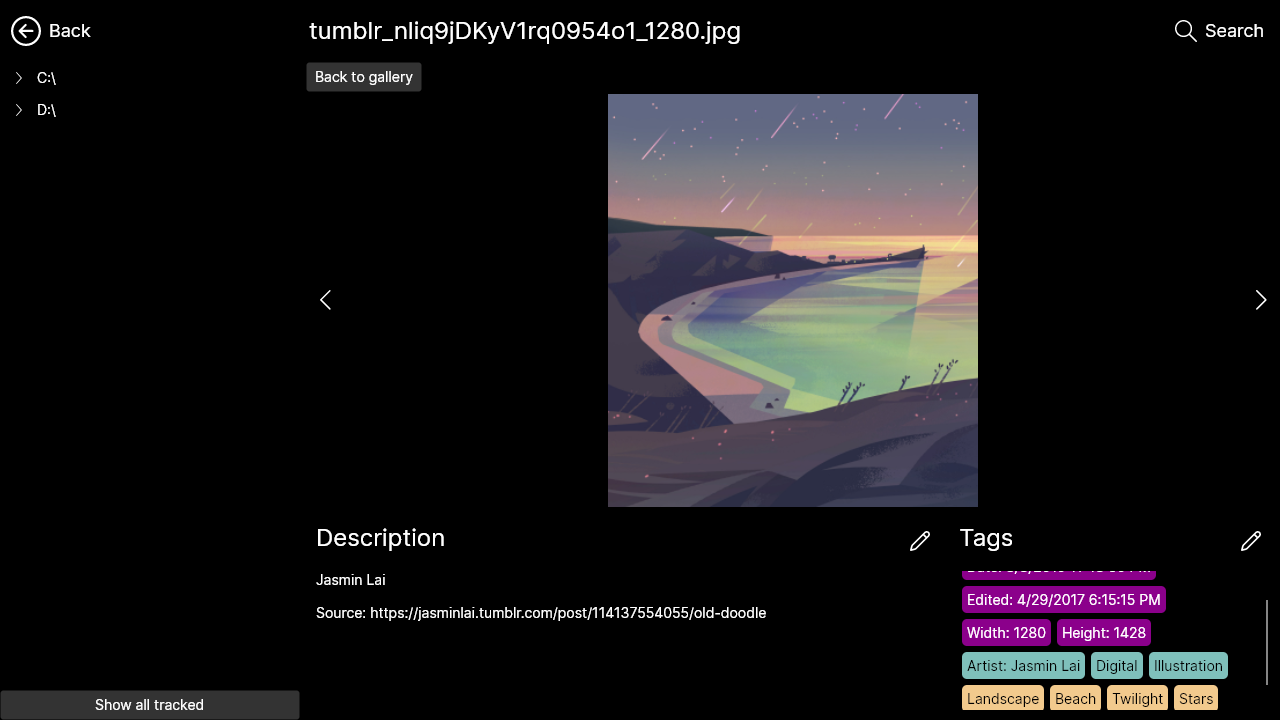 Back
tumblr_nliq9jDKyV1rq0954o1_1280.jpg
Search
C:\
D:\
Back to gallery
Description
Jasmin Lai
Source: https://jasminlai.tumblr.com/post/114137554055/old-doodle
Tags
Edited: 4/29/2017 6:15:15 PM
Width: 1280 Height: 1428
Artist: Jasmin Lai Digital Illustration
Landscape Beach Twilight Stars
Show all tracked